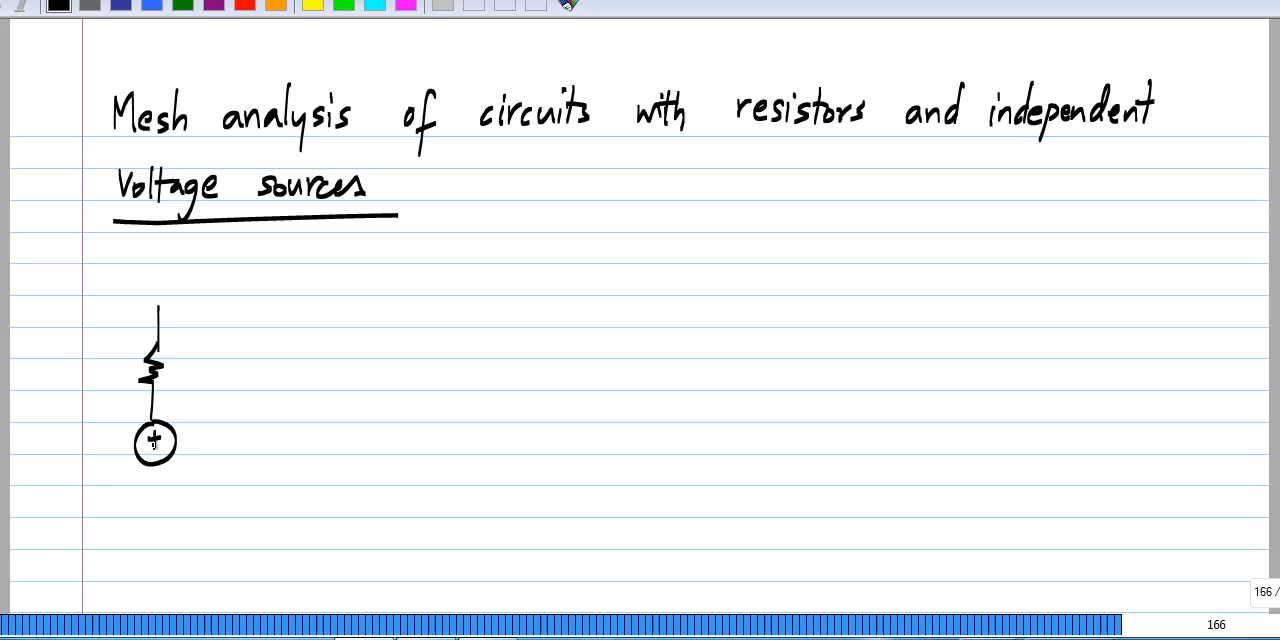 Mesh analysis of circuits with resistors and independent
Voltage sources
+
166 /
166